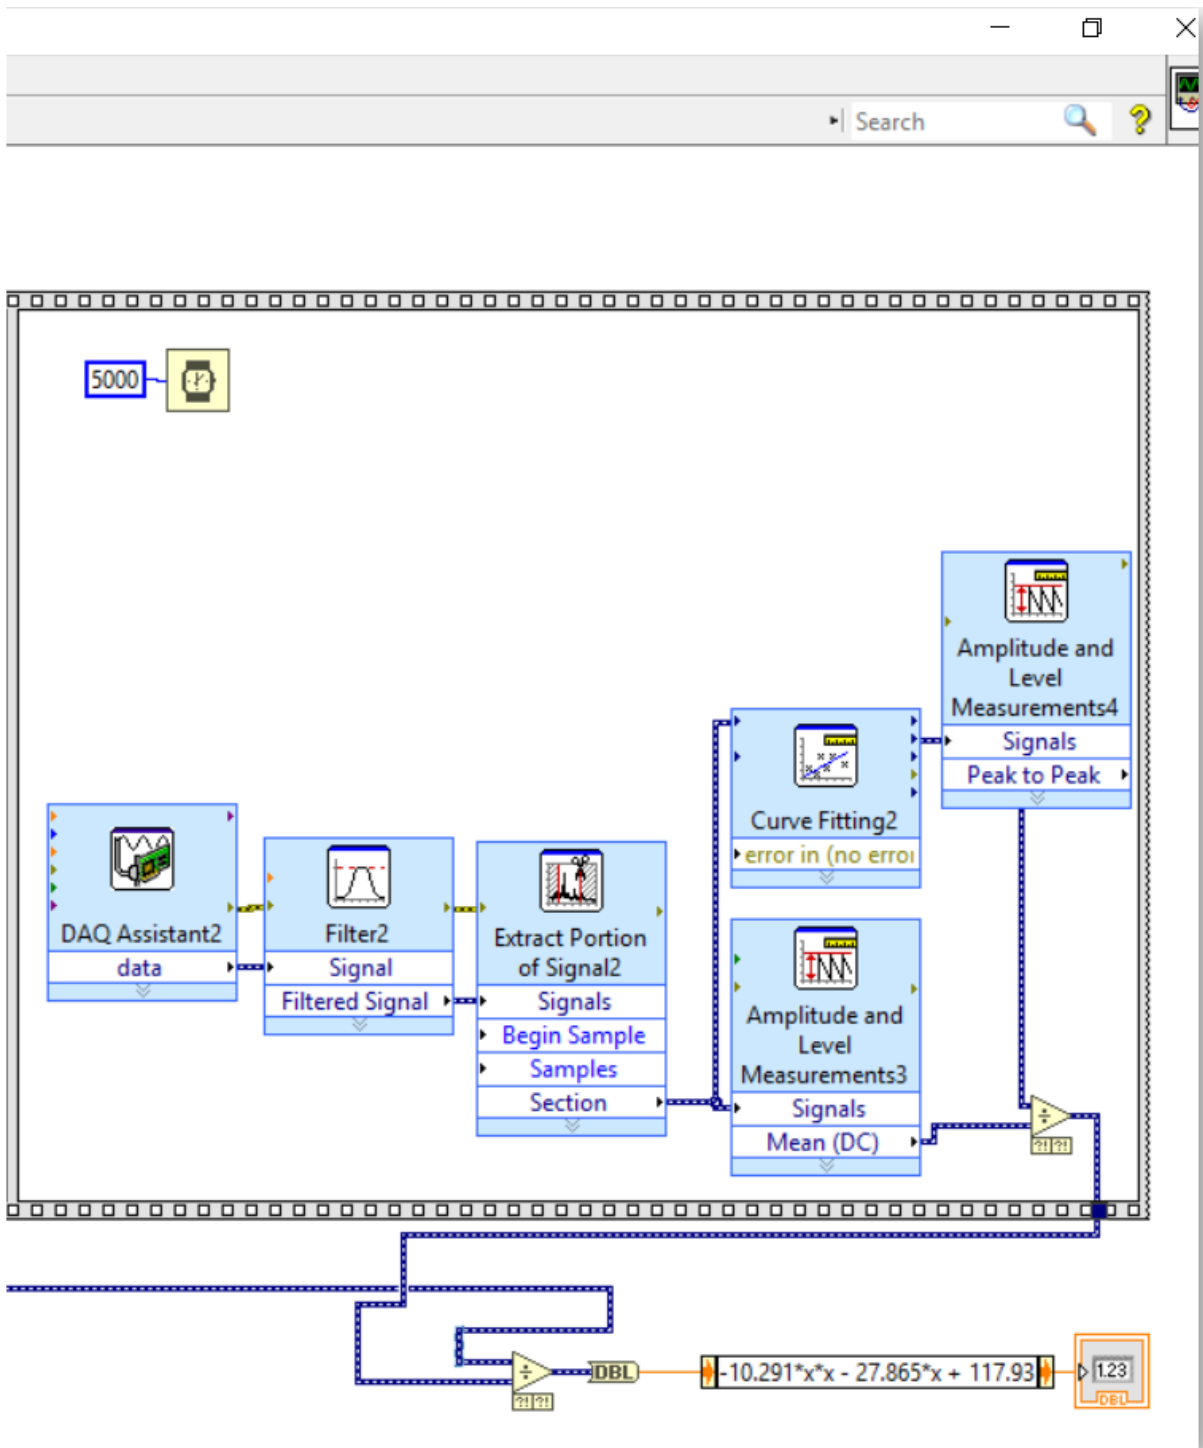 Search
?
5000
Amplitude and
Level
Measurements4
Signals
Peak to Peak
Curve Fitting2
error in (no erroi
DAQ Assistant2
data
Filter2
Signal
Filtered Signal
Extract Portion
of Signal2
Signals
Begin Sample
Samples
Section
Amplitude and
Level
Measurements3
Signals
Mean (DC)
÷
?! ?!
÷
?! ?!
DBL
-10.291*x*x - 27.865*x + 117.93
1.23
DBL